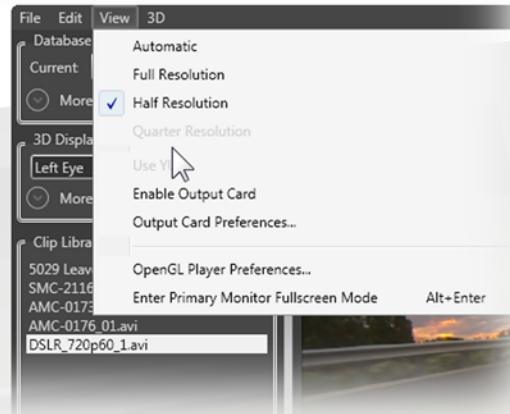 File Edit View 3D
Database
Current:
More
3D Displa
Left Eye
More
Clip Libra
5029 Leav
SMC-2116
AMC-0173
AMC-0176_01.avi
DSLR_720p60_1.avi
Automatic
Full Resolution
Half Resolution
Quarter Resolution
Use
Enable Output Card
Output Card Preferences...
OpenGL Player Preferences...
Enter Primary Monitor Fullscreen Mode Alt+Enter